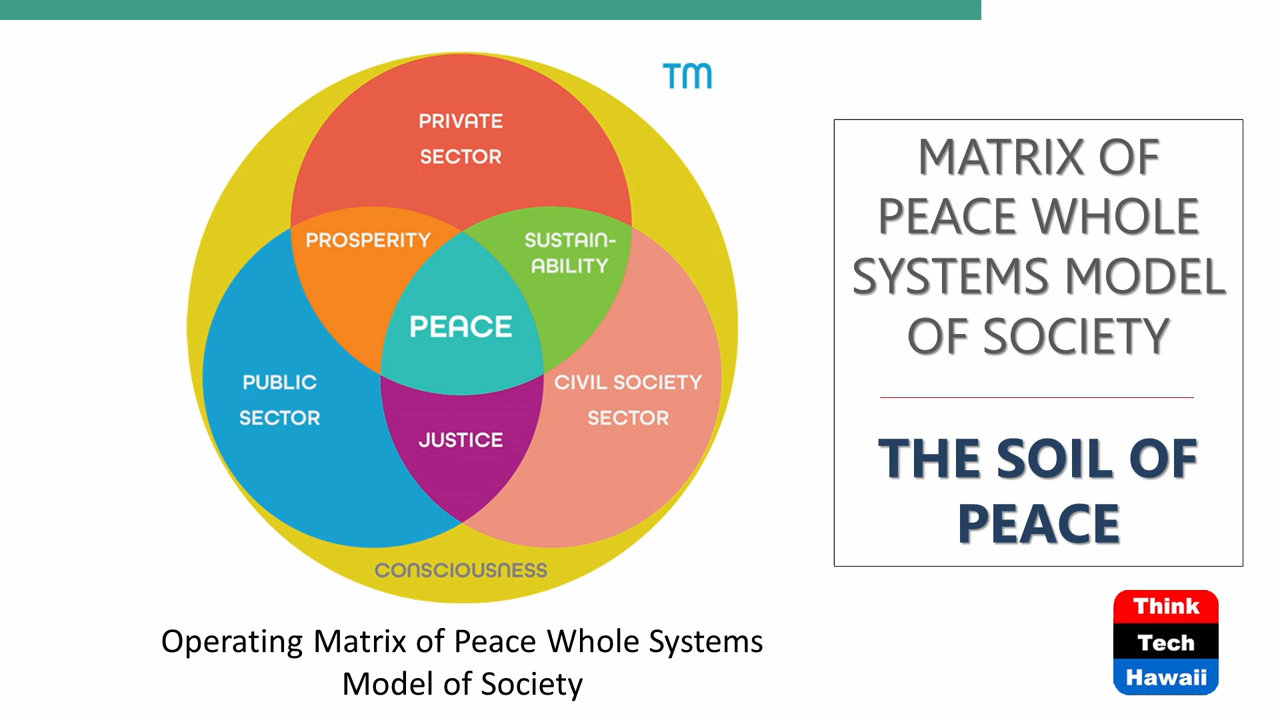 TM
PRIVATE
SECTOR
PROSPERITY
SUSTAIN-
ABILITY
PEACE
PUBLIC
SECTOR
CIVIL SOCIETY
SECTOR
JUSTICE
CONSCIOUSNESS
Operating Matrix of Peace Whole Systems
Model of Society
MATRIX OF
PEACE WHOLE
SYSTEMS MODEL
OF SOCIETY
THE SOIL OF
PEACE
Think
Tech
Hawaii